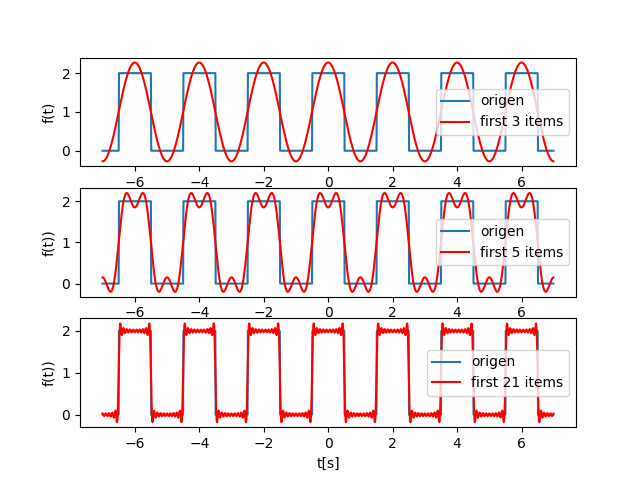 2
1
0
f(t)
origen
first 3 items
−6 −4 −2 0 2 4 6
2
1
0
f(t))
origen
first 5 items
−6 −4 −2 0 2 4 6
2
1
0
f(t))
origen
first 21 items
−6 −4 −2 0 2 4 6
t[s]